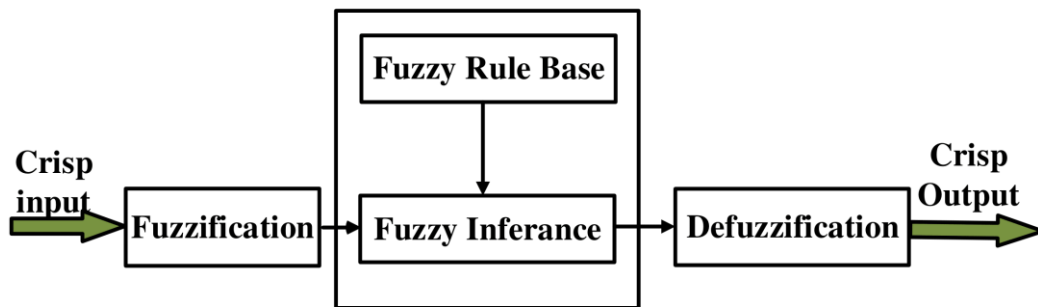 Fuzzy Rule Base
Crisp
input
Fuzzification
Fuzzy Inferance
Defuzzification
Crisp
Output